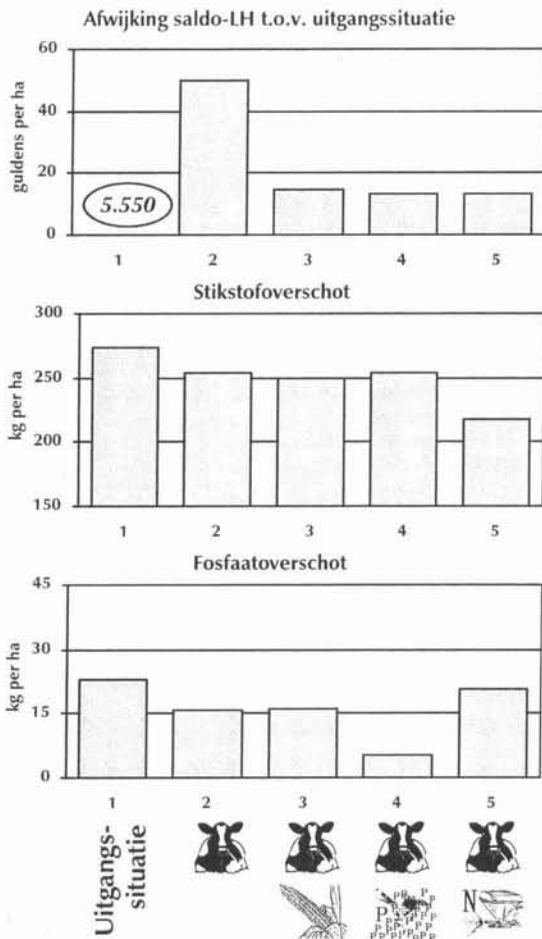 Afwijking saldo-LH t.o.v. uitgangssituatie
guldens per ha
60
40
20
0
5.550
1 2 3 4 5
Stikstofoverschot
kg per ha
300
250
200
150
1 2 3 4 5
Fosfaatoverschot
kg per ha
45
30
15
0
1 2 3 4 5
Uitgangs-
situatie
P P P P P P P P P P P P P P P P P P P P
N